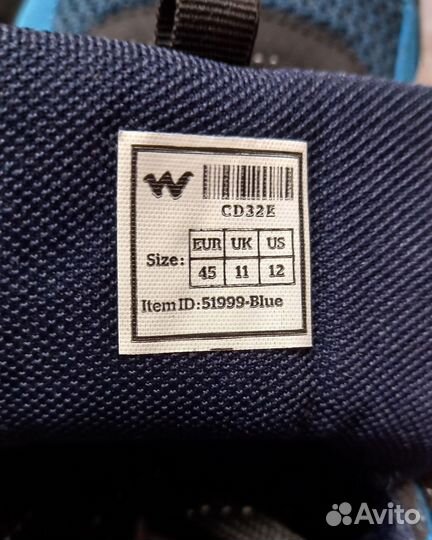 CD32E
Size: EUR UK US
45 11 12
Item ID: 51999-Blue
Avito